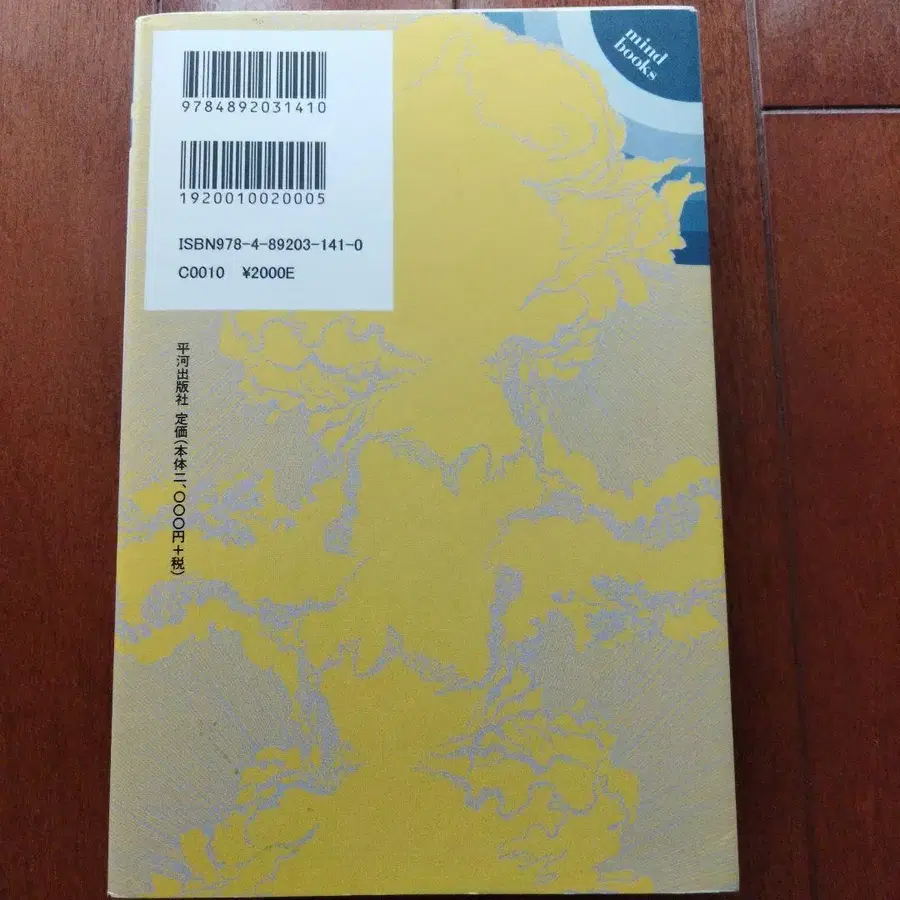 9784892031410
1920010020005
ISBN978-4-89203-141-0
C0010 ¥2000E
mind
books
平河出版社 定価(本体二、〇〇〇円+税)